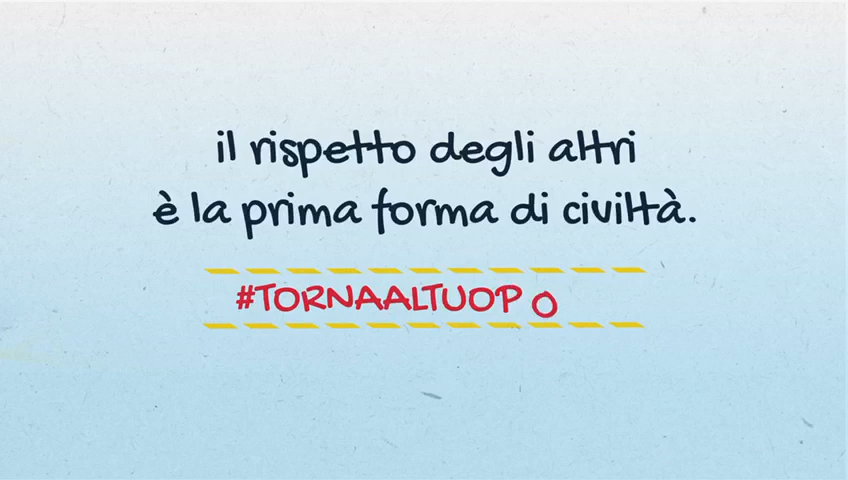 il rispetto degli altri
è la prima forma di civiltà.
#TORNAALTUOP O